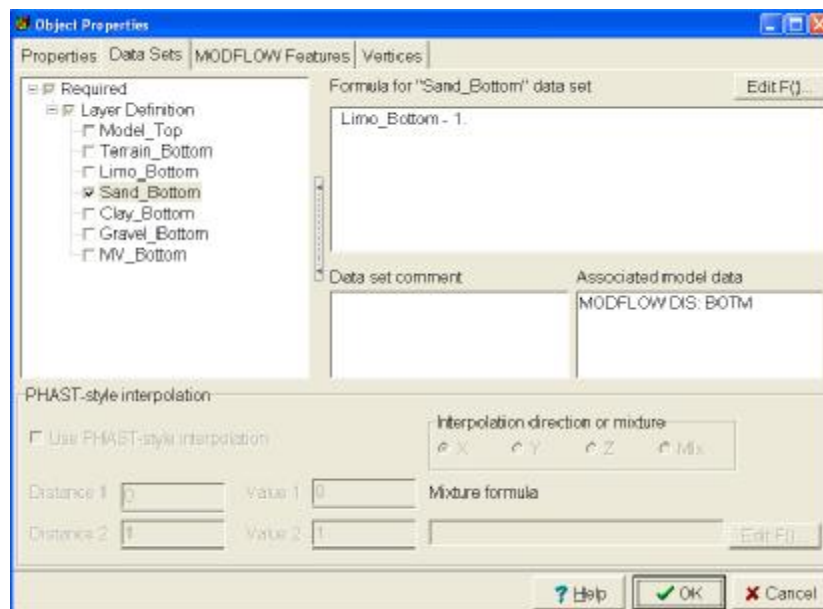 Object Properties
Properties Data Sets MODFLOW Features Vertices
Required
Layer Definition
Model_Top
Terrain_Bottom
Limo_Bottom
Sand_Bottom
Clay_Bottom
Gravel_Bottom
MV_Bottom
Formula for "Sand_Bottom" data set
Edit F()...
Limo_Bottom - 1.
Data set comment
Associated model data
MODFLOW DIS: BOTM
PHAST-style interpolation
Use PHAST-style interpolation
Interpolation direction or mixture
X Y Z Mix
Distance 1 0 Value 1 0
Mixture formula
Distance 2 1 Value 2 1
Edit F()...
? Help OK Cancel